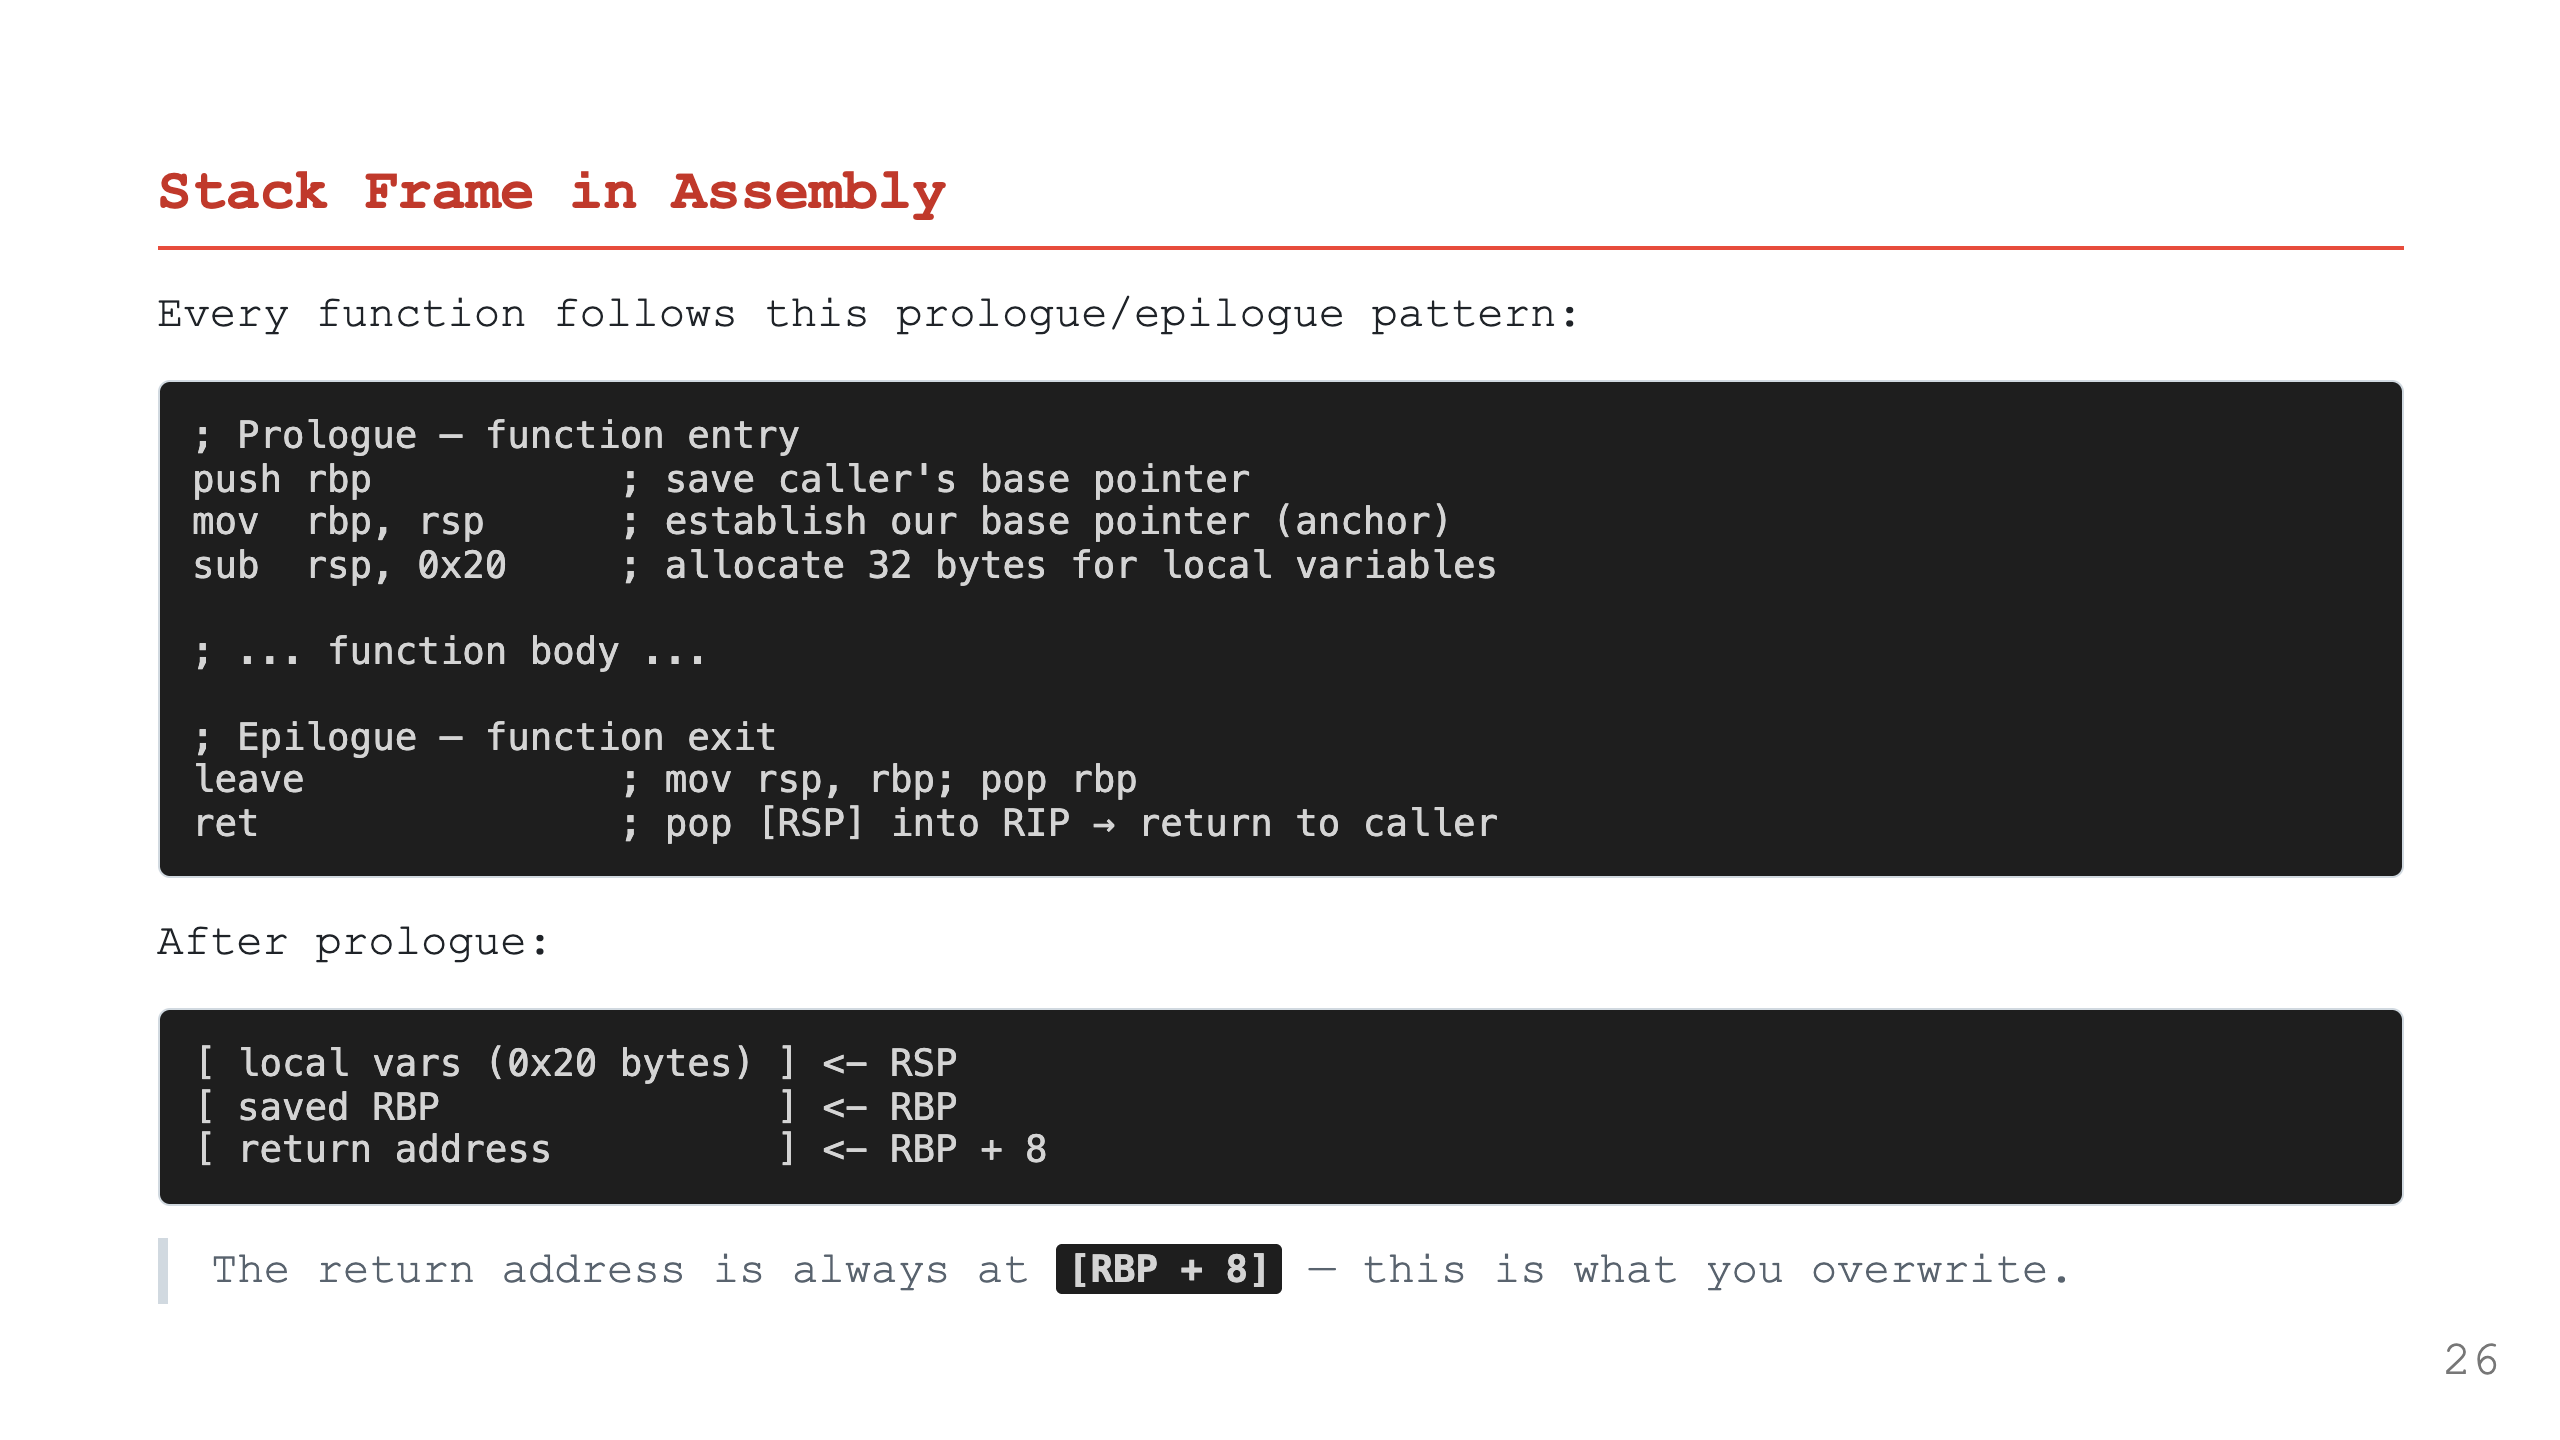 Stack Frame in Assembly
Every function follows this prologue/epilogue pattern:
; Prologue — function entry
push rbp           ; save caller's base pointer
mov  rbp, rsp      ; establish our base pointer (anchor)
sub  rsp, 0x20     ; allocate 32 bytes for local variables
; ... function body ...
; Epilogue — function exit
leave              ; mov rsp, rbp; pop rbp
ret                ; pop [RSP] into RIP → return to caller
After prologue:
[ local vars (0x20 bytes) ] <- RSP
[ saved RBP               ] <- RBP
[ return address          ] <- RBP + 8
The return address is always at [RBP + 8] — this is what you overwrite.
26